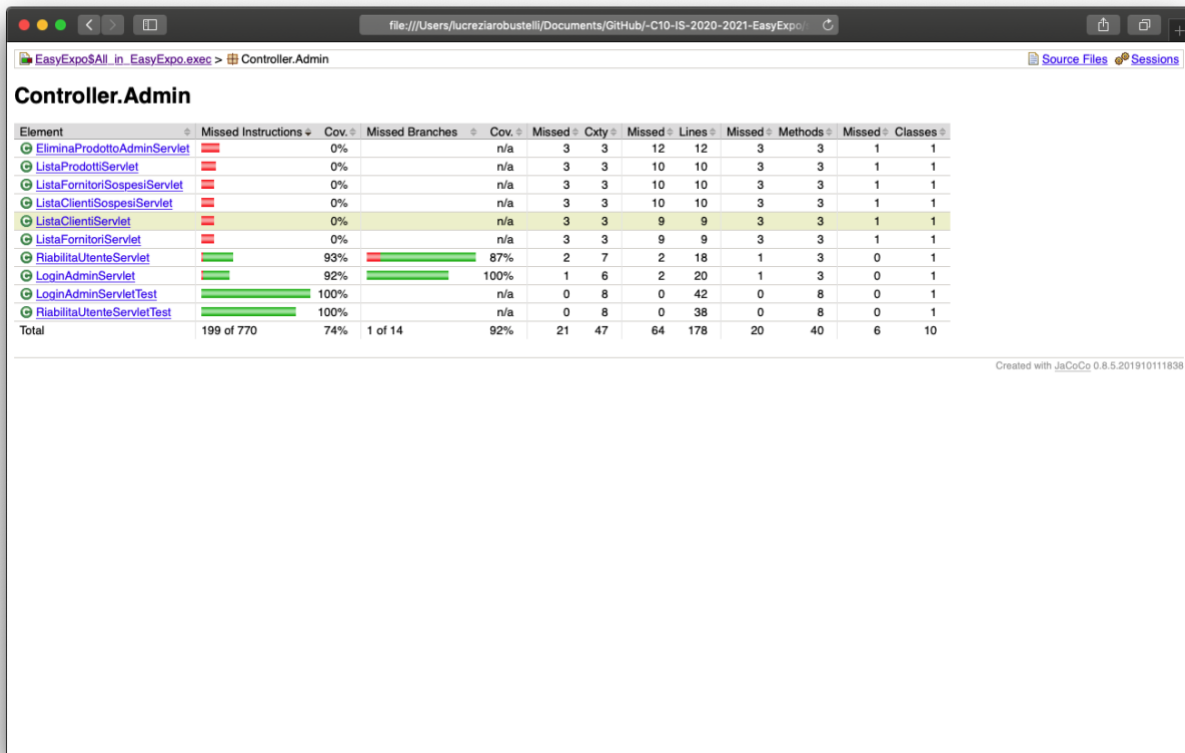 file:///Users/lucreziarobustelli/Documents/GitHub/-C10-IS-2020-2021-EasyExpo/
EasyExpo$All_in_EasyExpo.exec > Controller.Admin Source Files Sessions
Controller.Admin
Element Missed Instructions Cov. Missed Branches Cov. Missed Cxty Missed Lines Missed Methods Missed Classes
EliminaProdottoAdminServlet 0% n/a 3 3 12 12 3 3 1 1
ListaProdottiServlet 0% n/a 3 3 10 10 3 3 1 1
ListaFornitoriSospesiServlet 0% n/a 3 3 10 10 3 3 1 1
ListaClientiSospesiServlet 0% n/a 3 3 10 10 3 3 1 1
ListaClientiServlet 0% n/a 3 3 9 9 3 3 1 1
ListaFornitoriServlet 0% n/a 3 3 9 9 3 3 1 1
RiabilitaUtenteServlet 93% 87% 2 7 2 18 1 3 0 1
LoginAdminServlet 92% 100% 1 6 2 20 1 3 0 1
LoginAdminServletTest 100% n/a 0 8 0 42 0 8 0 1
RiabilitaUtenteServletTest 100% n/a 0 8 0 38 0 8 0 1
Total 199 of 770 74% 1 of 14 92% 21 47 64 178 20 40 6 10
Created with JaCoCo 0.8.5.201910111838